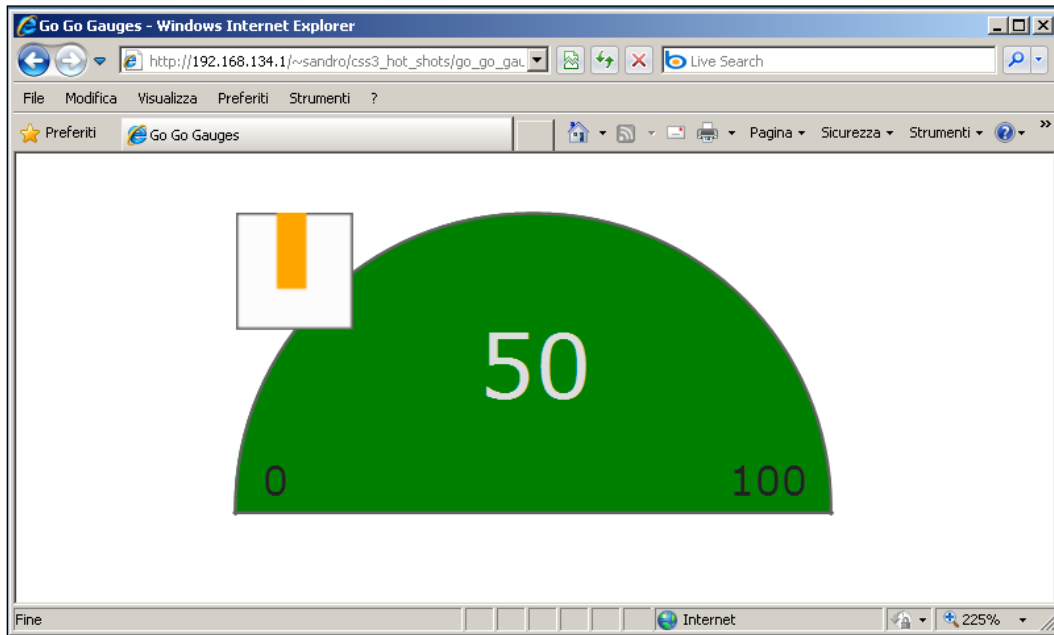 Go Go Gauges - Windows Internet Explorer
http://192.168.134.1/~sandro/css3_hot_shots/go_go_gau Live Search
File Modifica Visualizza Preferiti Strumenti ?
Preferiti Go Go Gauges Pagina Sicurezza Strumenti
50
0 100
Fine Internet 225%